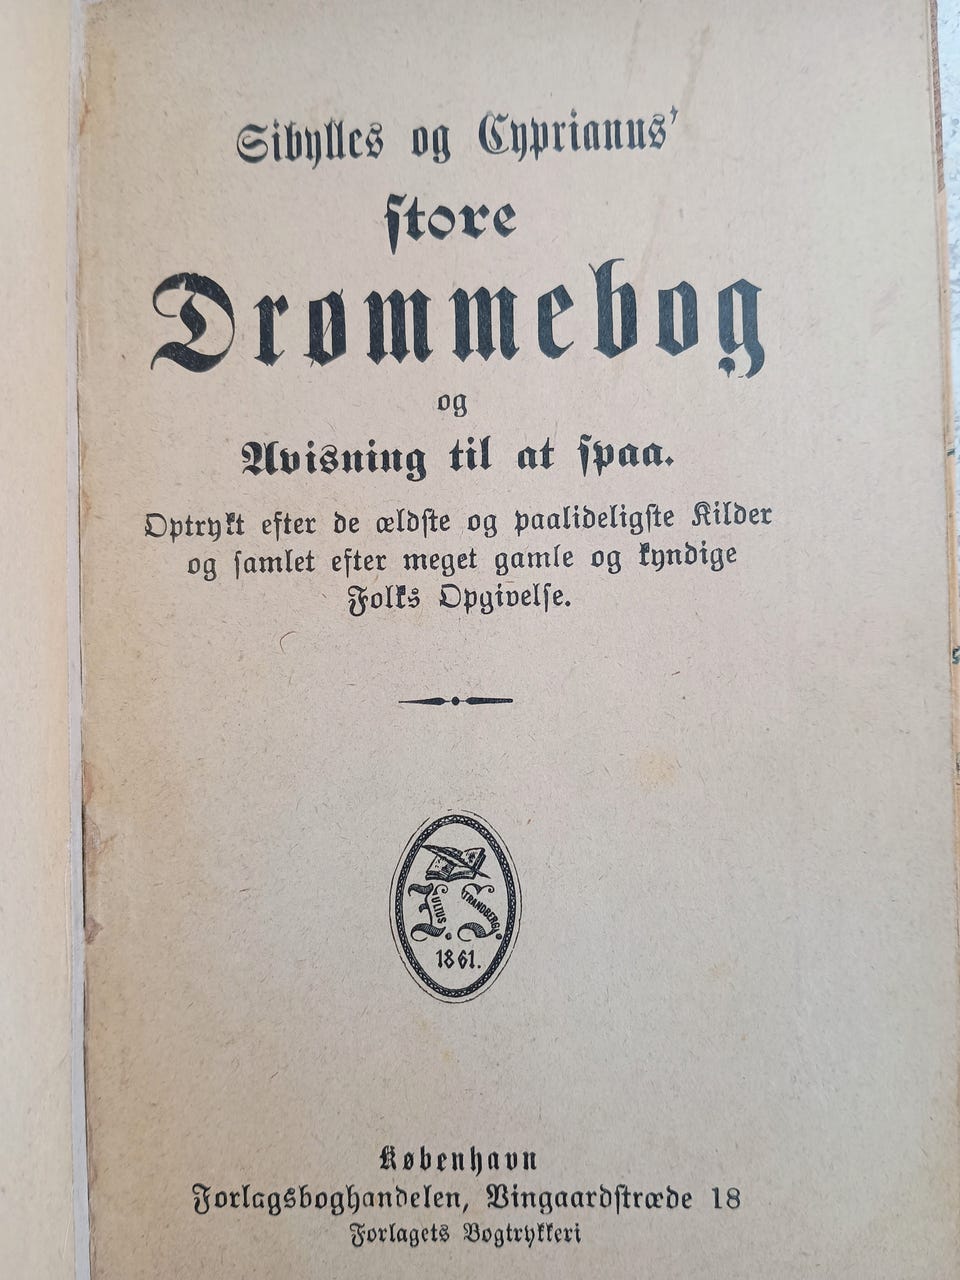 Sibylles og Cyprianus'
store
Drømmebog
og
Avisning til at spaa.
Optrykt efter de ældste og paalideligste Kilder
og samlet efter meget gamle og kyndige
Folks Opgivelse.
JULIUS STRANDBERG.
1861.
København
Forlagsboghandelen, Vingaardstræde 18
Forlagets Bogtrykkeri